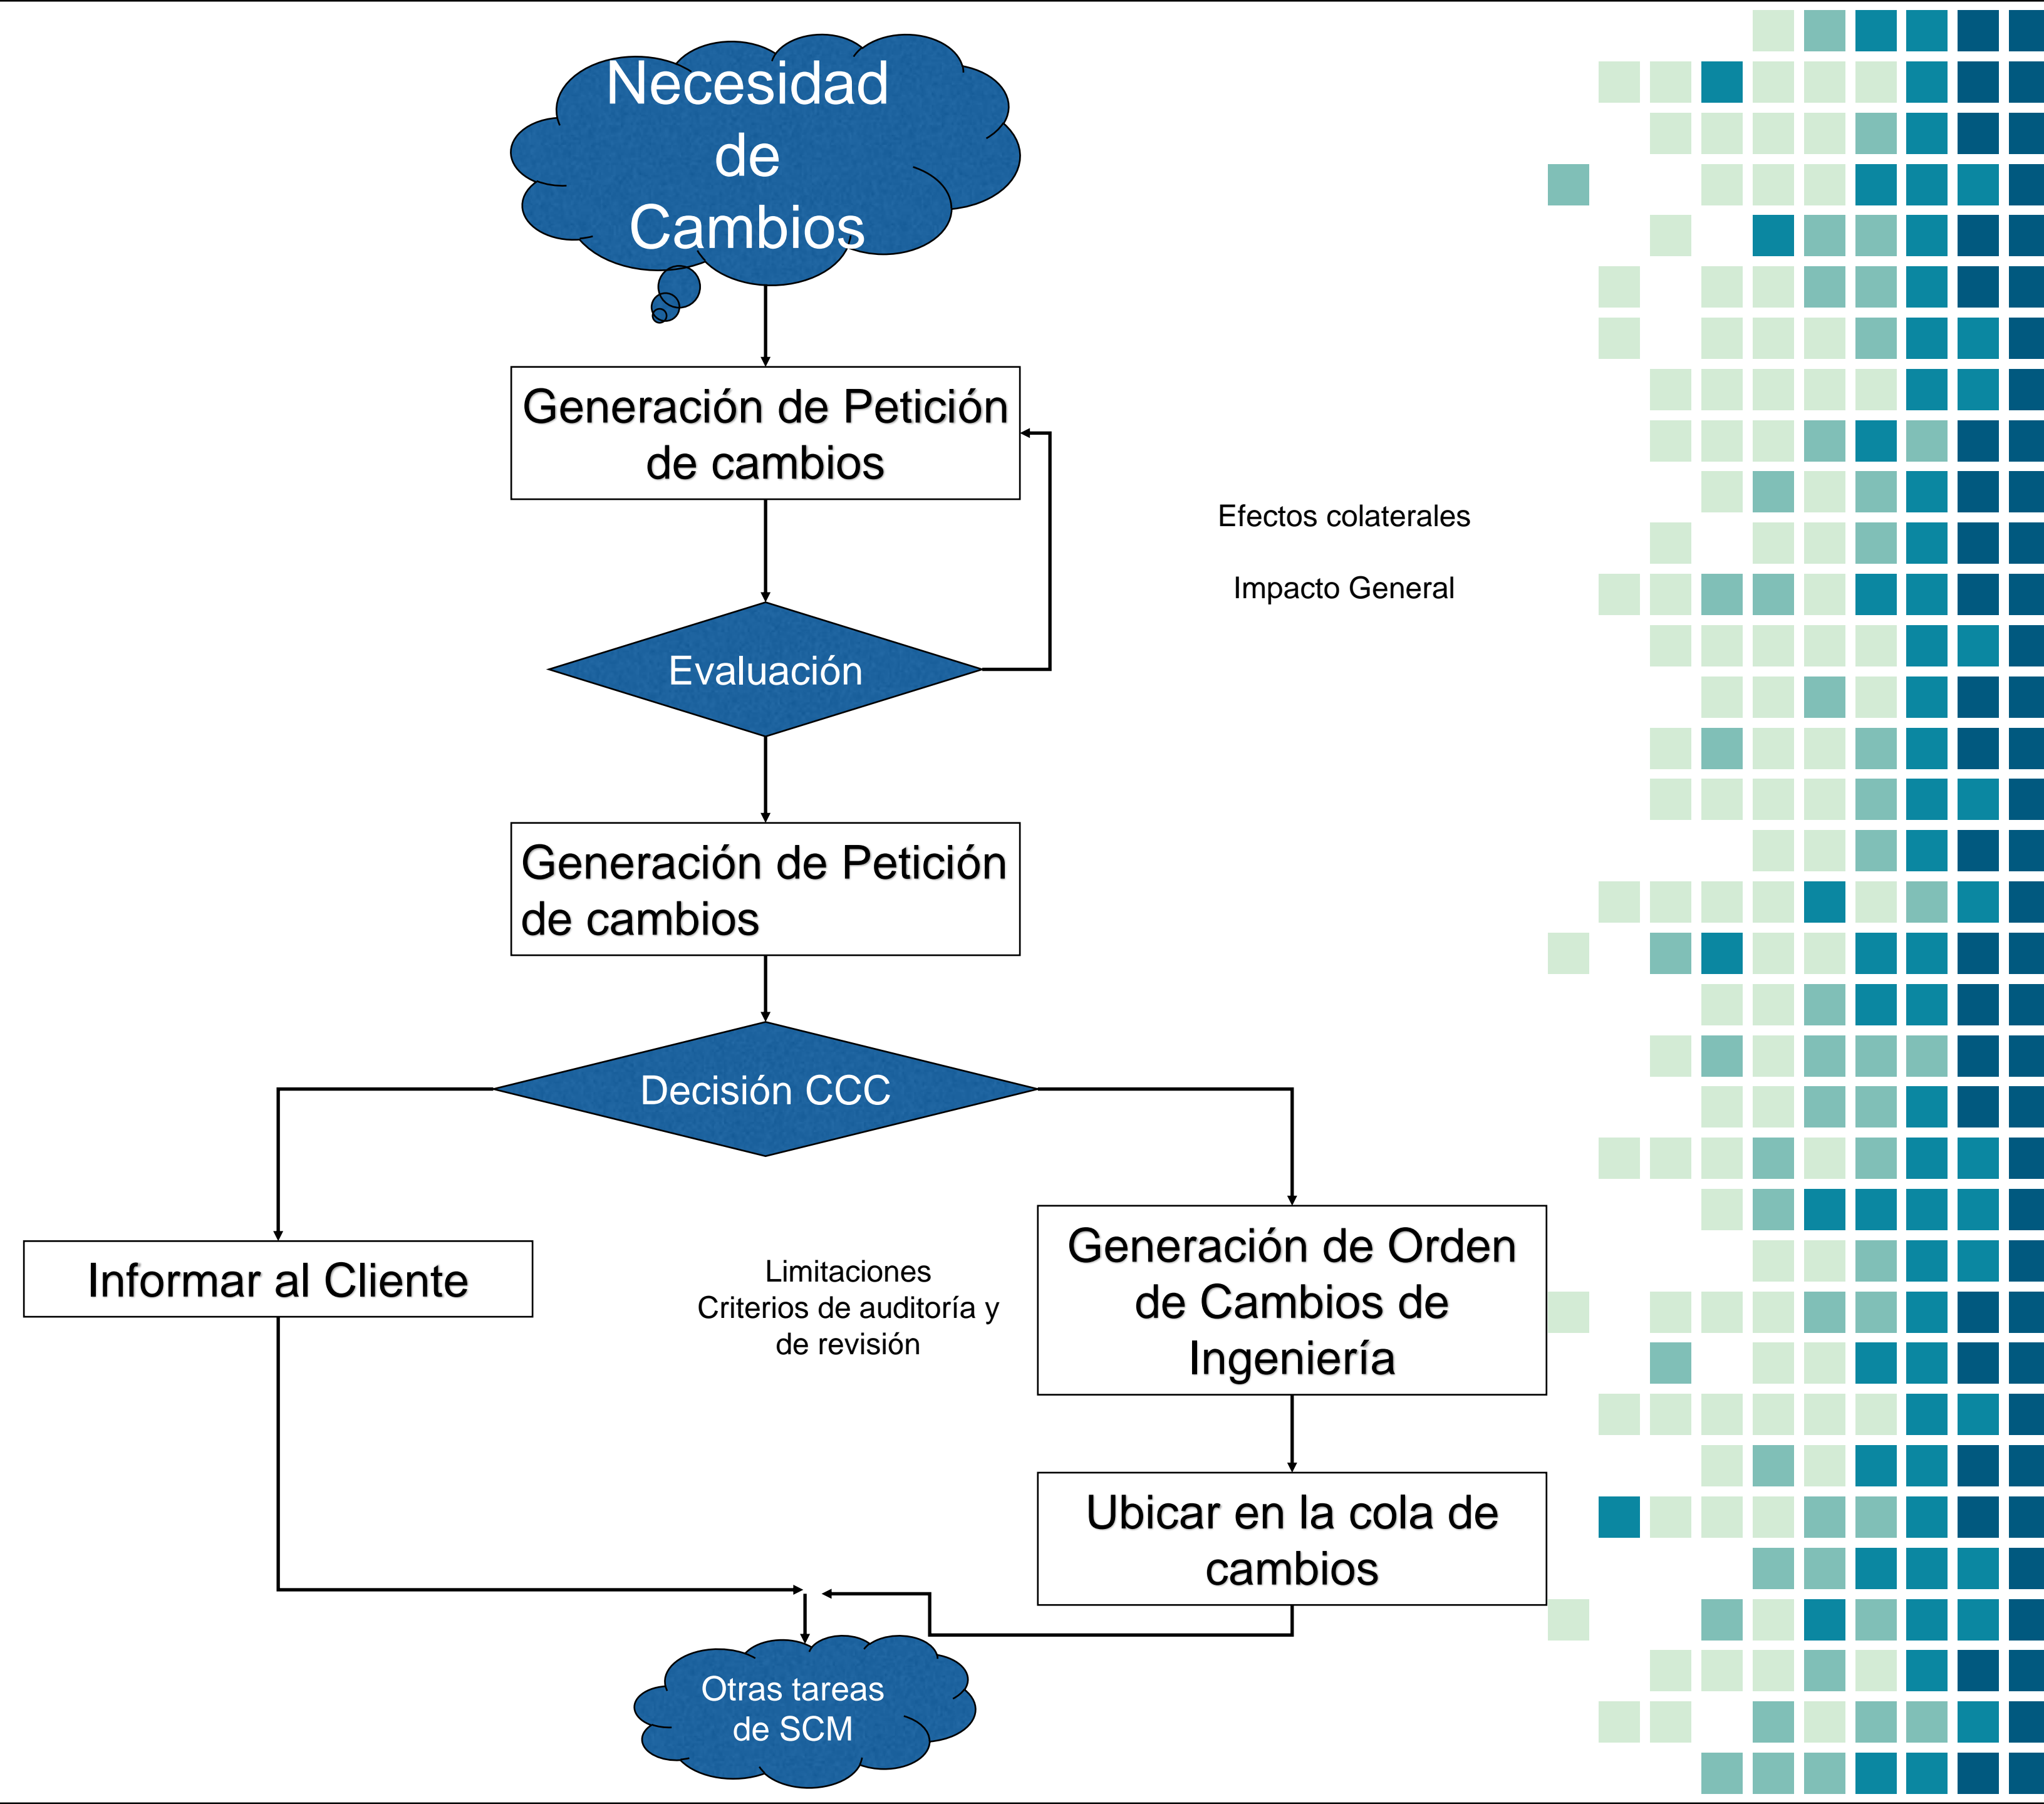 Necesidad
de
Cambios
Generación de Petición
de cambios
Efectos colaterales
Impacto General
Evaluación
Generación de Petición
de cambios
Decisión CCC
Informar al Cliente
Limitaciones
Criterios de auditoría y
de revisión
Generación de Orden
de Cambios de
Ingeniería
Ubicar en la cola de
cambios
Otras tareas
de SCM